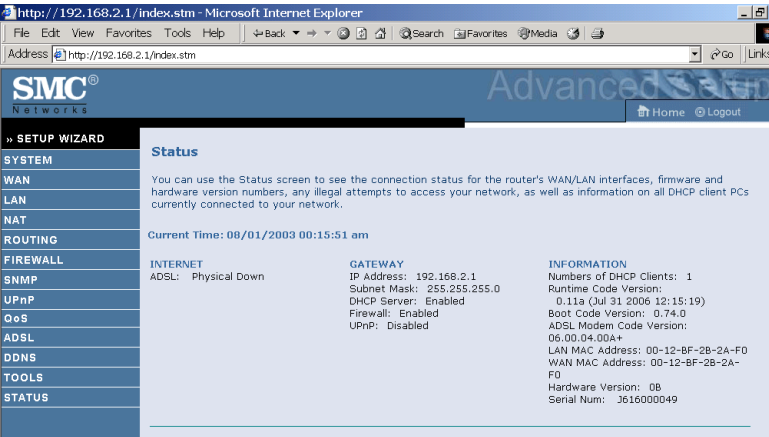 http://192.168.2.1/index.stm - Microsoft Internet Explorer
File Edit View Favorites Tools Help Back Search Favorites Media
Address http://192.168.2.1/index.stm Go Links
SMC®
Networks
Advanced Setup
Home Logout
» SETUP WIZARD
SYSTEM
WAN
LAN
NAT
ROUTING
FIREWALL
SNMP
UPnP
QoS
ADSL
DDNS
TOOLS
STATUS
Status
You can use the Status screen to see the connection status for the router's WAN/LAN interfaces, firmware and
hardware version numbers, any illegal attempts to access your network, as well as information on all DHCP client PCs
currently connected to your network.
Current Time: 08/01/2003 00:15:51 am
INTERNET
ADSL: Physical Down
GATEWAY
IP Address: 192.168.2.1
Subnet Mask: 255.255.255.0
DHCP Server: Enabled
Firewall: Enabled
UPnP: Disabled
INFORMATION
Numbers of DHCP Clients: 1
Runtime Code Version:
0.11a (Jul 31 2006 12:15:19)
Boot Code Version: 0.74.0
ADSL Modem Code Version:
06.00.04.00A+
LAN MAC Address: 00-12-BF-2B-2A-F0
WAN MAC Address: 00-12-BF-2B-2A-
F0
Hardware Version: 0B
Serial Num: J616000049